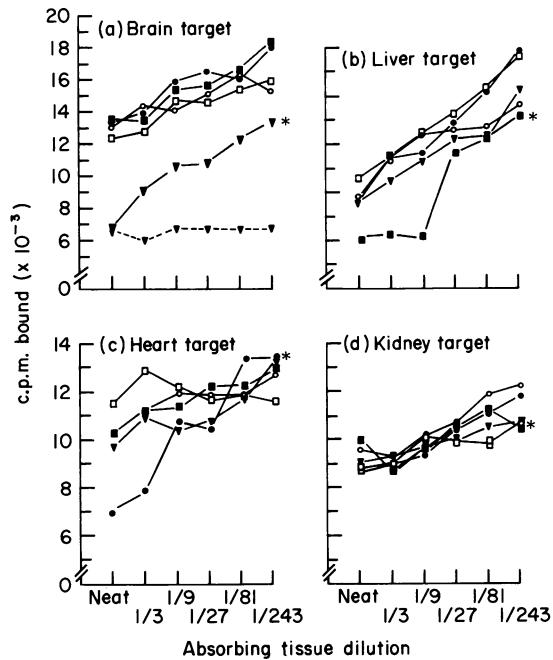 (a) Brain target
20
18
16
14
12
10
8
6
0
*
(b) Liver target
*
c.p.m. bound (x 10⁻³)
(c) Heart target
14
12
10
8
6
0
*
(d) Kidney target
*
Neat 1/9 1/81
1/3 1/27 1/243
Neat 1/9 1/81
1/3 1/27 1/243
Absorbing tissue dilution